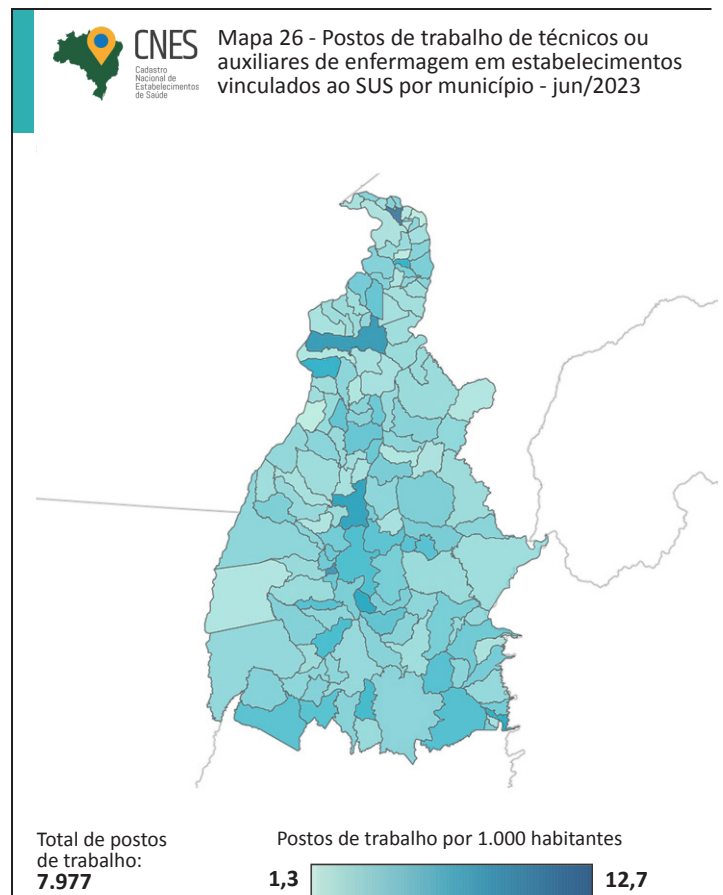 CNES
Cadastro
Nacional de
Estabelecimentos
de Saúde
Mapa 26 - Postos de trabalho de técnicos ou
auxiliares de enfermagem em estabelecimentos
vinculados ao SUS por município - jun/2023
Total de postos
de trabalho:
7.977
Postos de trabalho por 1.000 habitantes
1,3
12,7